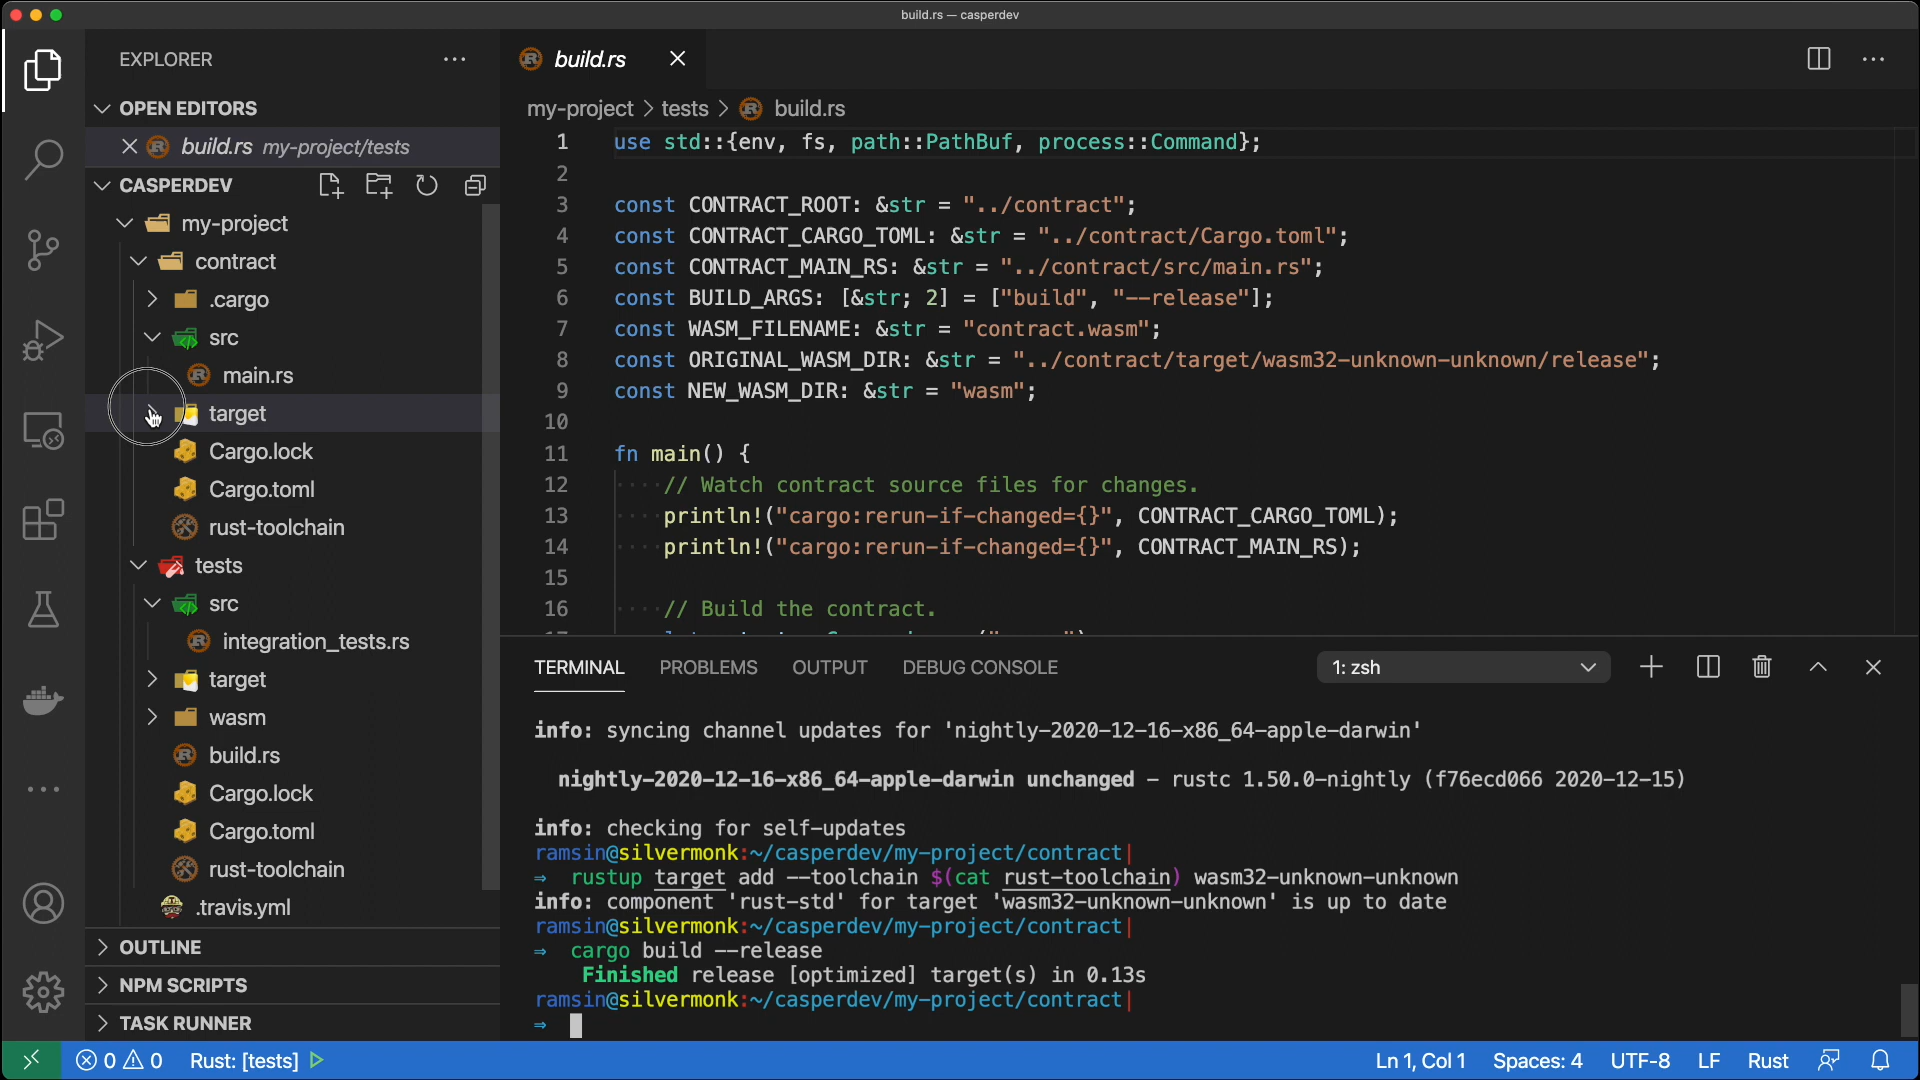 build.rs — casperdev
EXPLORER
OPEN EDITORS
build.rs my-project/tests
CASPERDEV
my-project
contract
.cargo
src
main.rs
target
Cargo.lock
Cargo.toml
rust-toolchain
tests
src
integration_tests.rs
target
wasm
build.rs
Cargo.lock
Cargo.toml
rust-toolchain
.travis.yml
OUTLINE
NPM SCRIPTS
TASK RUNNER
build.rs
my-project > tests > build.rs
1 use std::{env, fs, path::PathBuf, process::Command};
2
3 const CONTRACT_ROOT: &str = "../contract";
4 const CONTRACT_CARGO_TOML: &str = "../contract/Cargo.toml";
5 const CONTRACT_MAIN_RS: &str = "../contract/src/main.rs";
6 const BUILD_ARGS: [&str; 2] = ["build", "--release"];
7 const WASM_FILENAME: &str = "contract.wasm";
8 const ORIGINAL_WASM_DIR: &str = "../contract/target/wasm32-unknown-unknown/release";
9 const NEW_WASM_DIR: &str = "wasm";
10
11 fn main() {
12 ····// Watch contract source files for changes.
13 ····println!("cargo:rerun-if-changed={}", CONTRACT_CARGO_TOML);
14 ····println!("cargo:rerun-if-changed={}", CONTRACT_MAIN_RS);
15
16 ····// Build the contract.
TERMINAL PROBLEMS OUTPUT DEBUG CONSOLE 1: zsh
info: syncing channel updates for 'nightly-2020-12-16-x86_64-apple-darwin'
nightly-2020-12-16-x86_64-apple-darwin unchanged - rustc 1.50.0-nightly (f76ecd066 2020-12-15)
info: checking for self-updates
ramsin@silvermonk:~/casperdev/my-project/contract|
⇒ rustup target add --toolchain $(cat rust-toolchain) wasm32-unknown-unknown
info: component 'rust-std' for target 'wasm32-unknown-unknown' is up to date
ramsin@silvermonk:~/casperdev/my-project/contract|
⇒ cargo build --release
Finished release [optimized] target(s) in 0.13s
ramsin@silvermonk:~/casperdev/my-project/contract|
⇒
0 0 Rust: [tests] Ln 1, Col 1 Spaces: 4 UTF-8 LF Rust